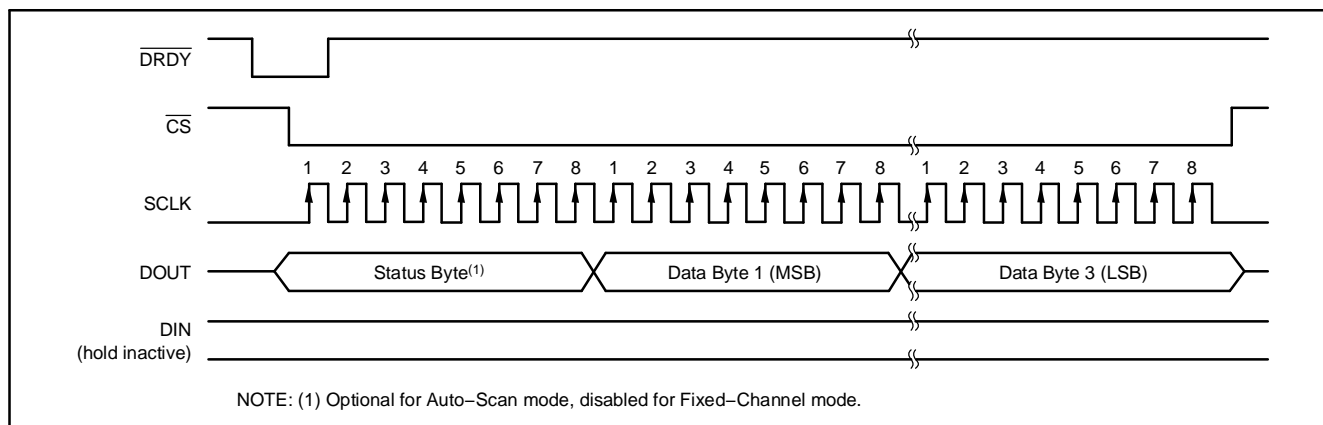 DRDY
CS
1 2 3 4 5 6 7 8 1 2 3 4 5 6 7 8 1 2 3 4 5 6 7 8
SCLK
DOUT Status Byte(1) Data Byte 1 (MSB) Data Byte 3 (LSB)
DIN
(hold inactive)
NOTE: (1) Optional for Auto−Scan mode, disabled for Fixed−Channel mode.